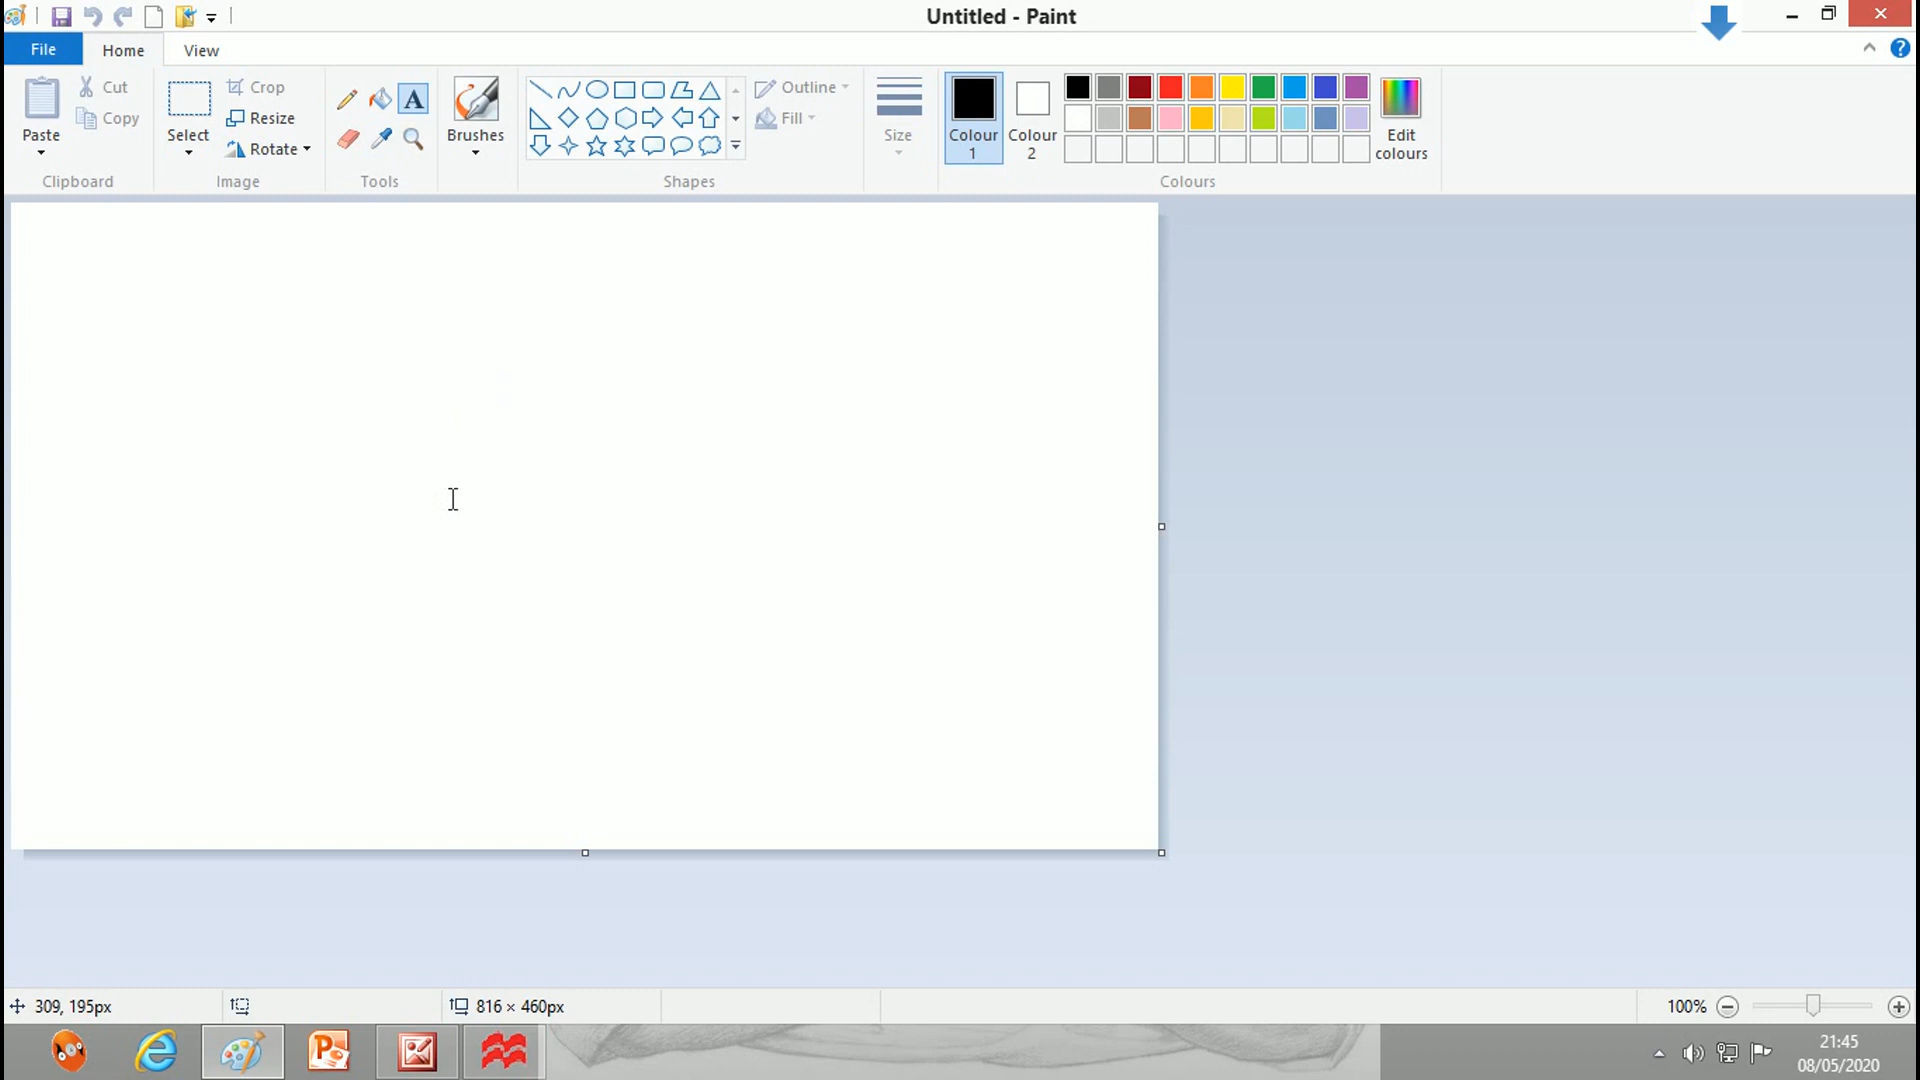 Untitled - Paint
File Home View
Paste
Cut
Copy
Clipboard
Select
Crop
Resize
Rotate
Image
A
Tools
Brushes
Shapes
Outline
Fill
Size
Colour 1
Colour 2
Edit colours
Colours
309, 195px
816 × 460px
100%
21:45
08/05/2020